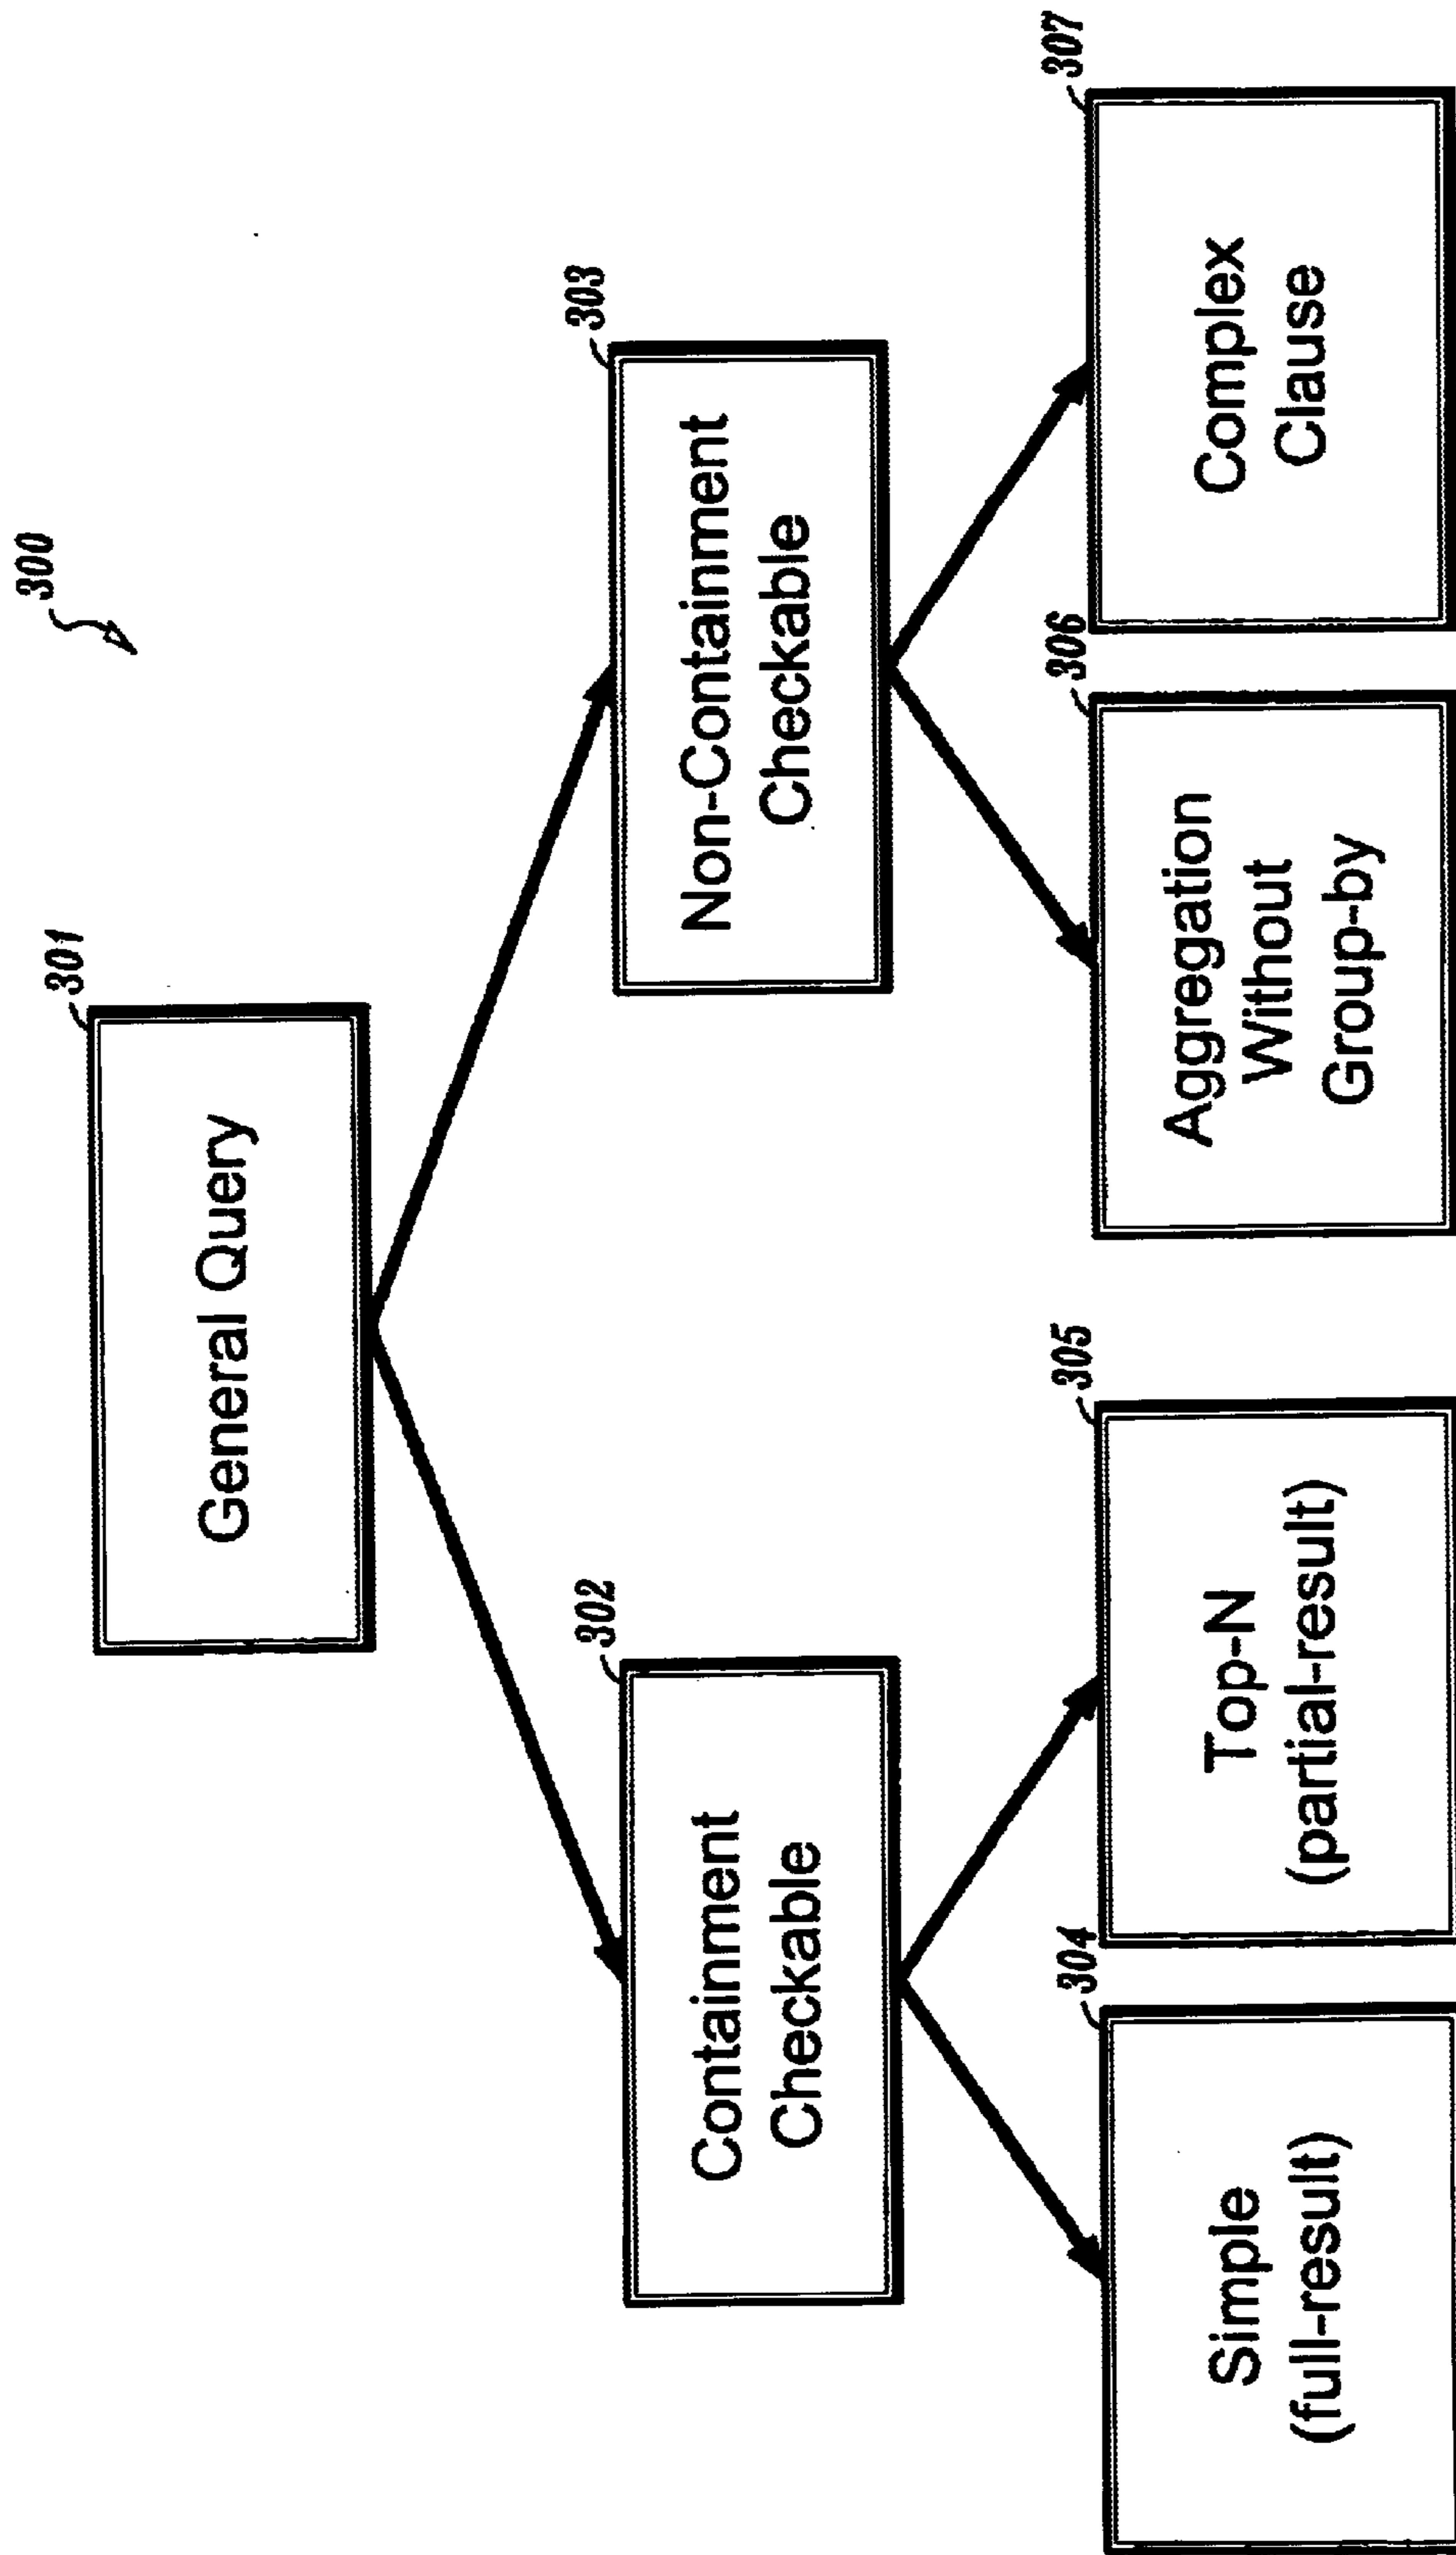 300
301
General Query
302
Containment
Checkable
303
Non-Containment
Checkable
304
Simple
(full-result)
305
Top-N
(partial-result)
306
Aggregation
Without
Group-by
307
Complex
Clause